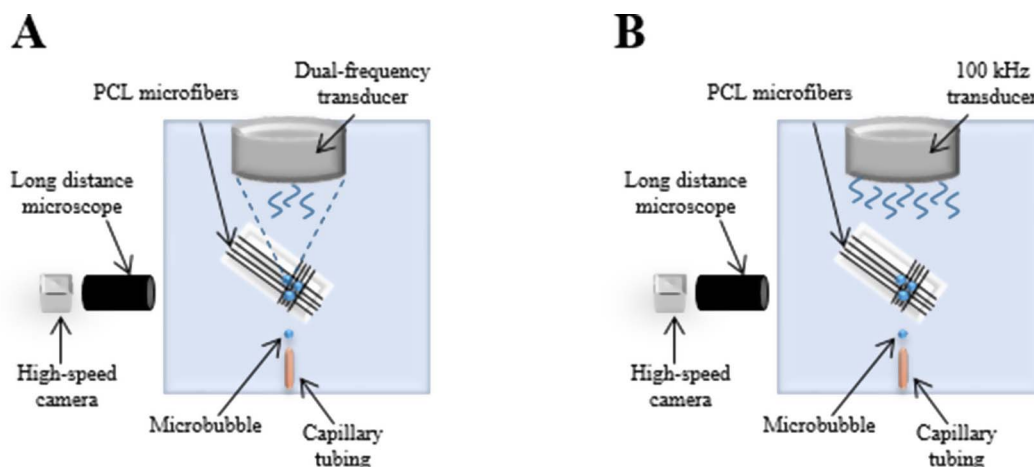 A
Dual-frequency
transducer
PCL microfibers
Long distance
microscope
High-speed
camera
Microbubble
Capillary
tubing
B
100 kHz
transducer
PCL microfibers
Long distance
microscope
High-speed
camera
Microbubble
Capillary
tubing